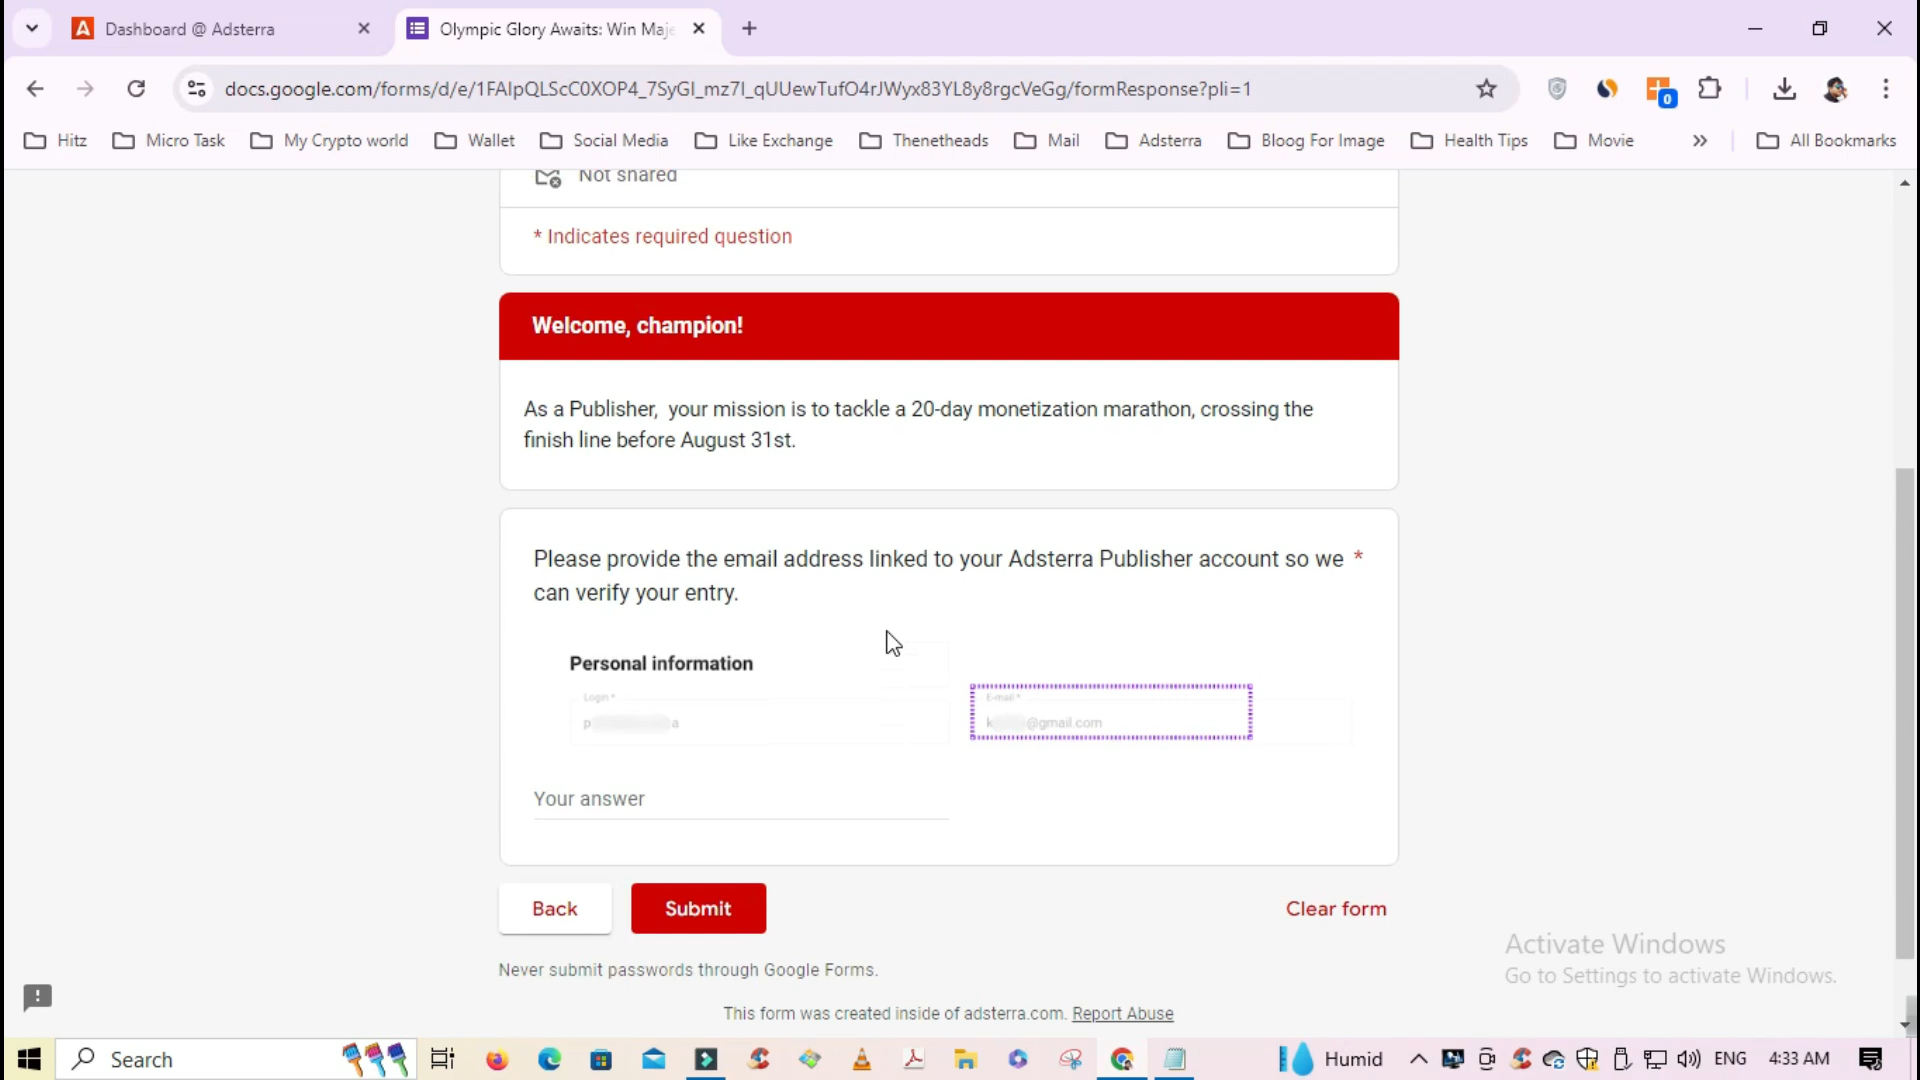 Dashboard @ Adsterra
Olympic Glory Awaits: Win Maje
docs.google.com/forms/d/e/1FAIpQLScC0XOP4_7SyGI_mz7I_qUUewTufO4rJWyx83YL8y8rgcVeGg/formResponse?pli=1
0
Hitz
Micro Task
My Crypto world
Wallet
Social Media
Like Exchange
Thenetheads
Mail
Adsterra
Bloog For Image
Health Tips
Movie
All Bookmarks
Not shared
* Indicates required question
Welcome, champion!
As a Publisher, your mission is to tackle a 20-day monetization marathon, crossing the
finish line before August 31st.
Please provide the email address linked to your Adsterra Publisher account so we *
can verify your entry.
Personal information
Login *
E-mail *
@gmail.com
Your answer
Back
Submit
Clear form
Never submit passwords through Google Forms.
This form was created inside of adsterra.com. Report Abuse
Activate Windows
Go to Settings to activate Windows.
Search
Humid
ENG
4:33 AM